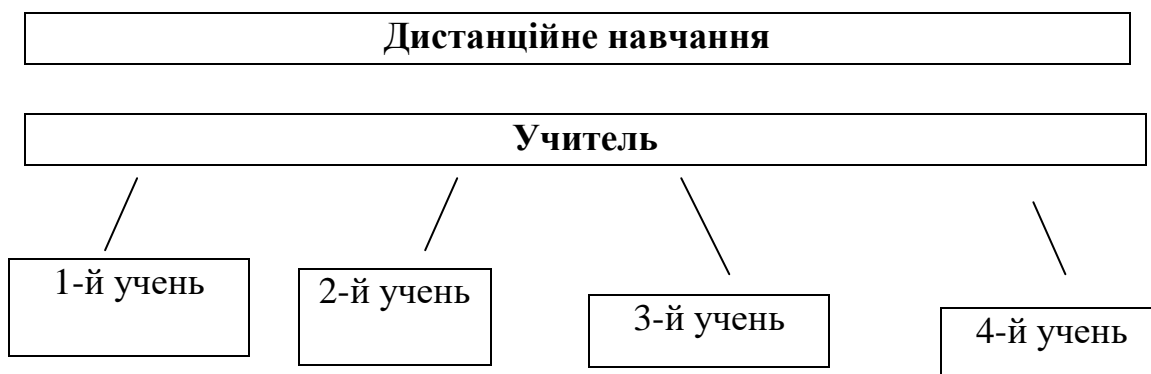 Дистанційне навчання
Учитель
1-й учень
2-й учень
3-й учень
4-й учень